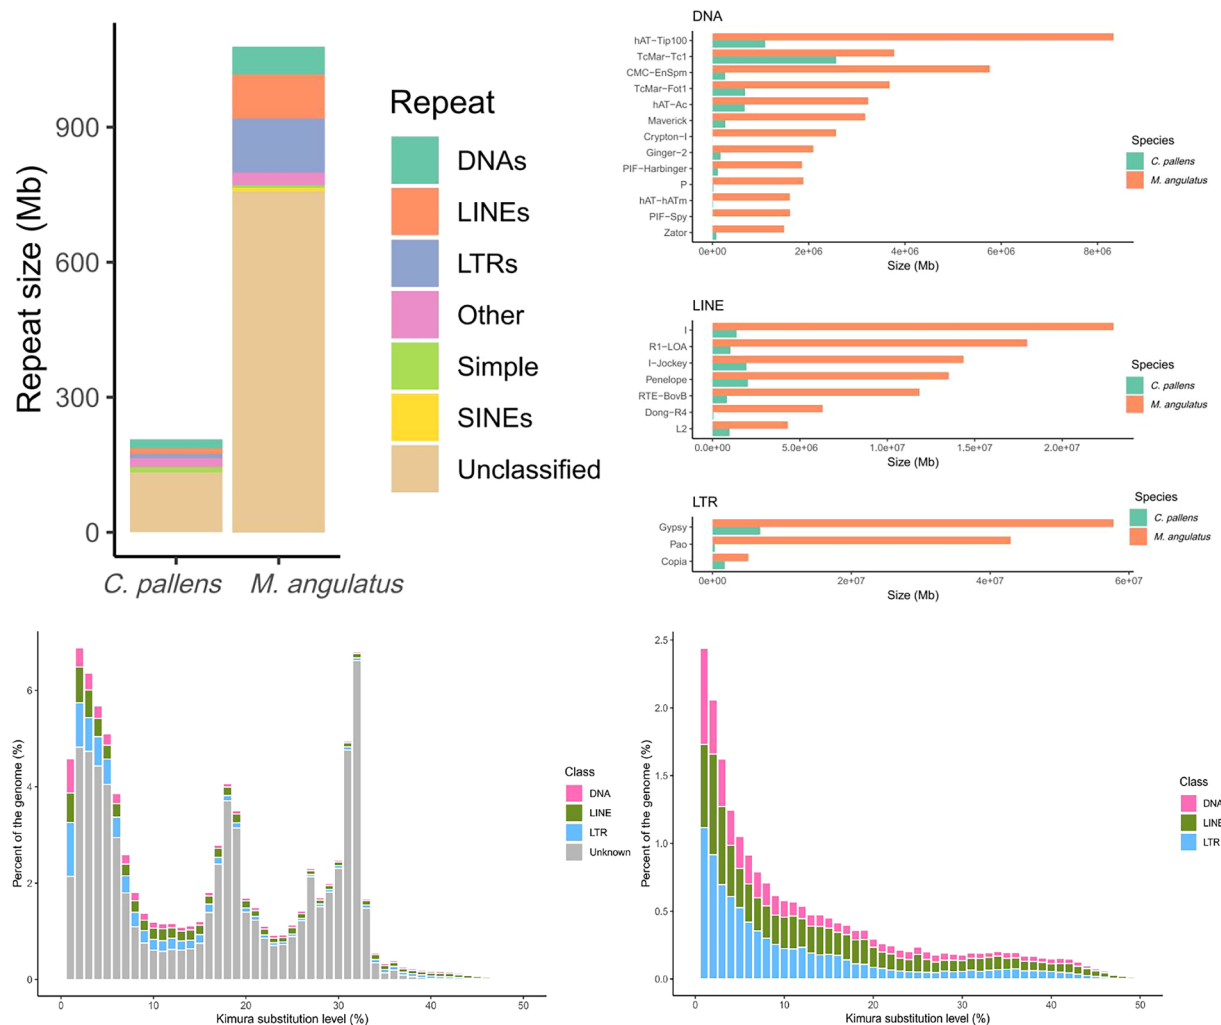 Repeat size (Mb)
900
600
300
0
C. pallens
M. angulatus
Repeat
DNAs
LINEs
LTRs
Other
Simple
SINEs
Unclassified
DNA
hAT−Tip100
TcMar−Tc1
CMC−EnSpm
TcMar−Fot1
hAT−Ac
Maverick
Crypton−I
Ginger−2
PIF−Harbinger
P
hAT−hATm
PIF−Spy
Zator
0e+00 2e+06 4e+06 6e+06 8e+06
Size (Mb)
Species
C. pallens
M. angulatus
LINE
I
R1−LOA
I−Jockey
Penelope
RTE−BovB
Dong−R4
L2
0.0e+00 5.0e+06 1.0e+07 1.5e+07 2.0e+07
Size (Mb)
Species
C. pallens
M. angulatus
LTR
Gypsy
Pao
Copia
0e+00 2e+07 4e+07 6e+07
Size (Mb)
Species
C. pallens
M. angulatus
Percent of the genome (%)
6
4
2
0
0 10 20 30 40 50
Kimura substitution level (%)
Class
DNA
LINE
LTR
Unknown
Percent of the genome (%)
2.5
2.0
1.5
1.0
0.5
0.0
0 10 20 30 40 50
Kimura substitution level (%)
Class
DNA
LINE
LTR